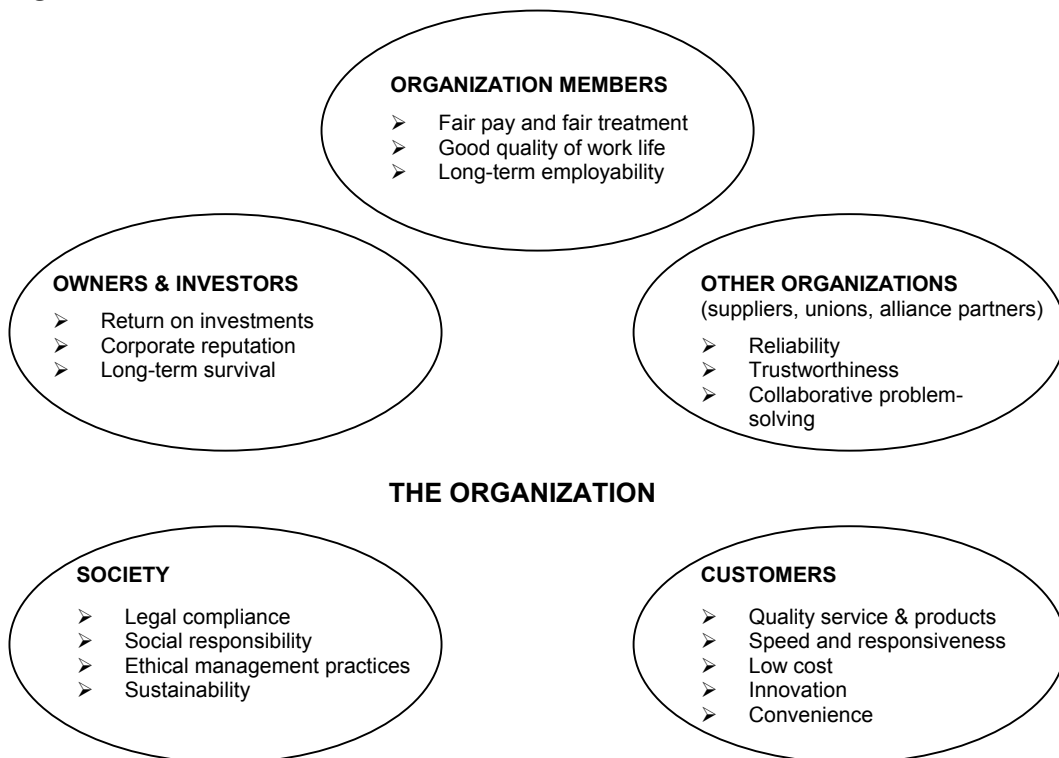 ORGANIZATION MEMBERS
➢ Fair pay and fair treatment
➢ Good quality of work life
➢ Long-term employability
OWNERS & INVESTORS
➢ Return on investments
➢ Corporate reputation
➢ Long-term survival
OTHER ORGANIZATIONS
(suppliers, unions, alliance partners)
➢ Reliability
➢ Trustworthiness
➢ Collaborative problem-
solving
THE ORGANIZATION
SOCIETY
➢ Legal compliance
➢ Social responsibility
➢ Ethical management practices
➢ Sustainability
CUSTOMERS
➢ Quality service & products
➢ Speed and responsiveness
➢ Low cost
➢ Innovation
➢ Convenience